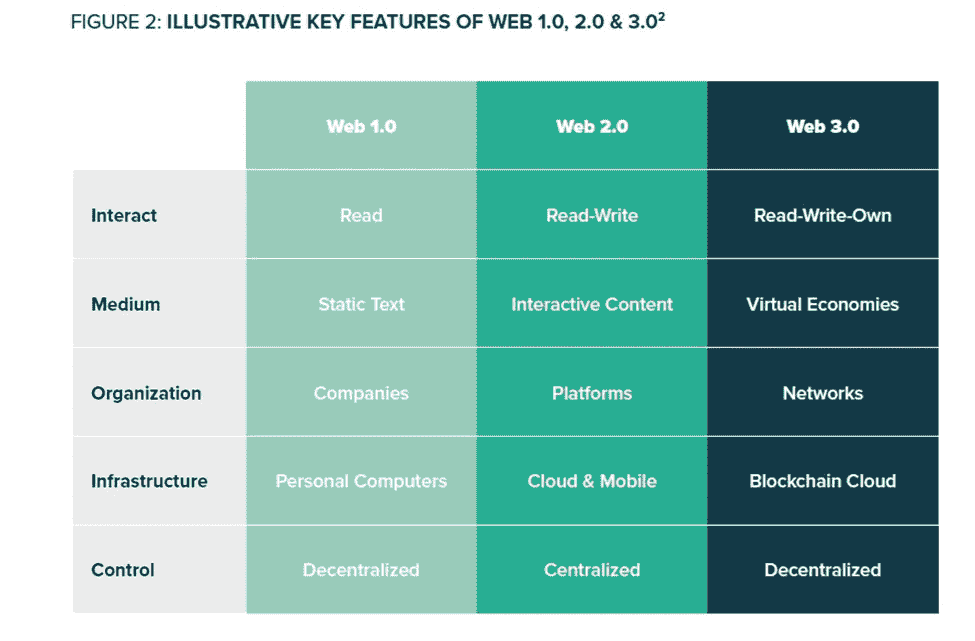 FIGURE 2: ILLUSTRATIVE KEY FEATURES OF WEB 1.0, 2.0 & 3.0²
Web 1.0 Web 2.0 Web 3.0
Interact Read Read-Write Read-Write-Own
Medium Static Text Interactive Content Virtual Economies
Organization Companies Platforms Networks
Infrastructure Personal Computers Cloud & Mobile Blockchain Cloud
Control Decentralized Centralized Decentralized